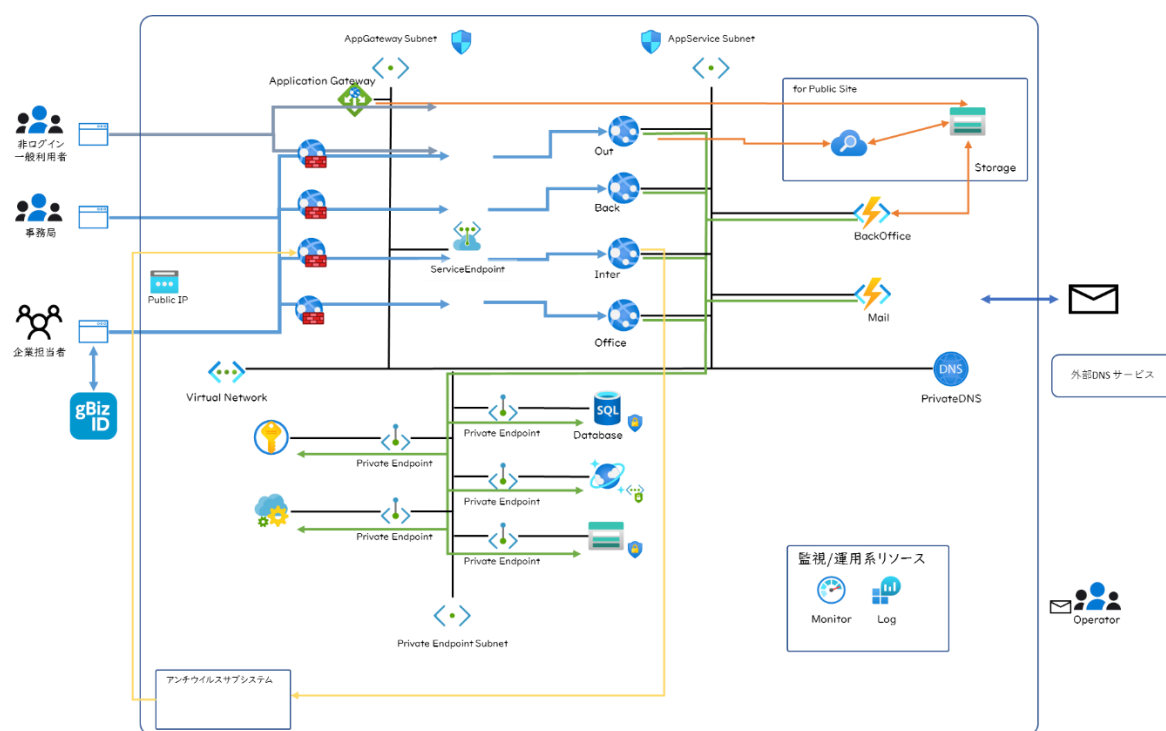 AppGateway Subnet
AppService Subnet
Application Gateway
for Public Site
非ログイン
一般利用者
Out
Storage
事務局
Back
BackOffice
ServiceEndpoint
Inter
Public IP
Mail
企業担当者
Office
外部DNS サービス
DNS
Virtual Network
PrivateDNS
gBiz
ID
SQL
Private Endpoint
Database
Private Endpoint
Private Endpoint
Private Endpoint
Private Endpoint
監視/運用系リソース
Monitor
Log
Operator
Private Endpoint Subnet
アンチウイルスサブシステム